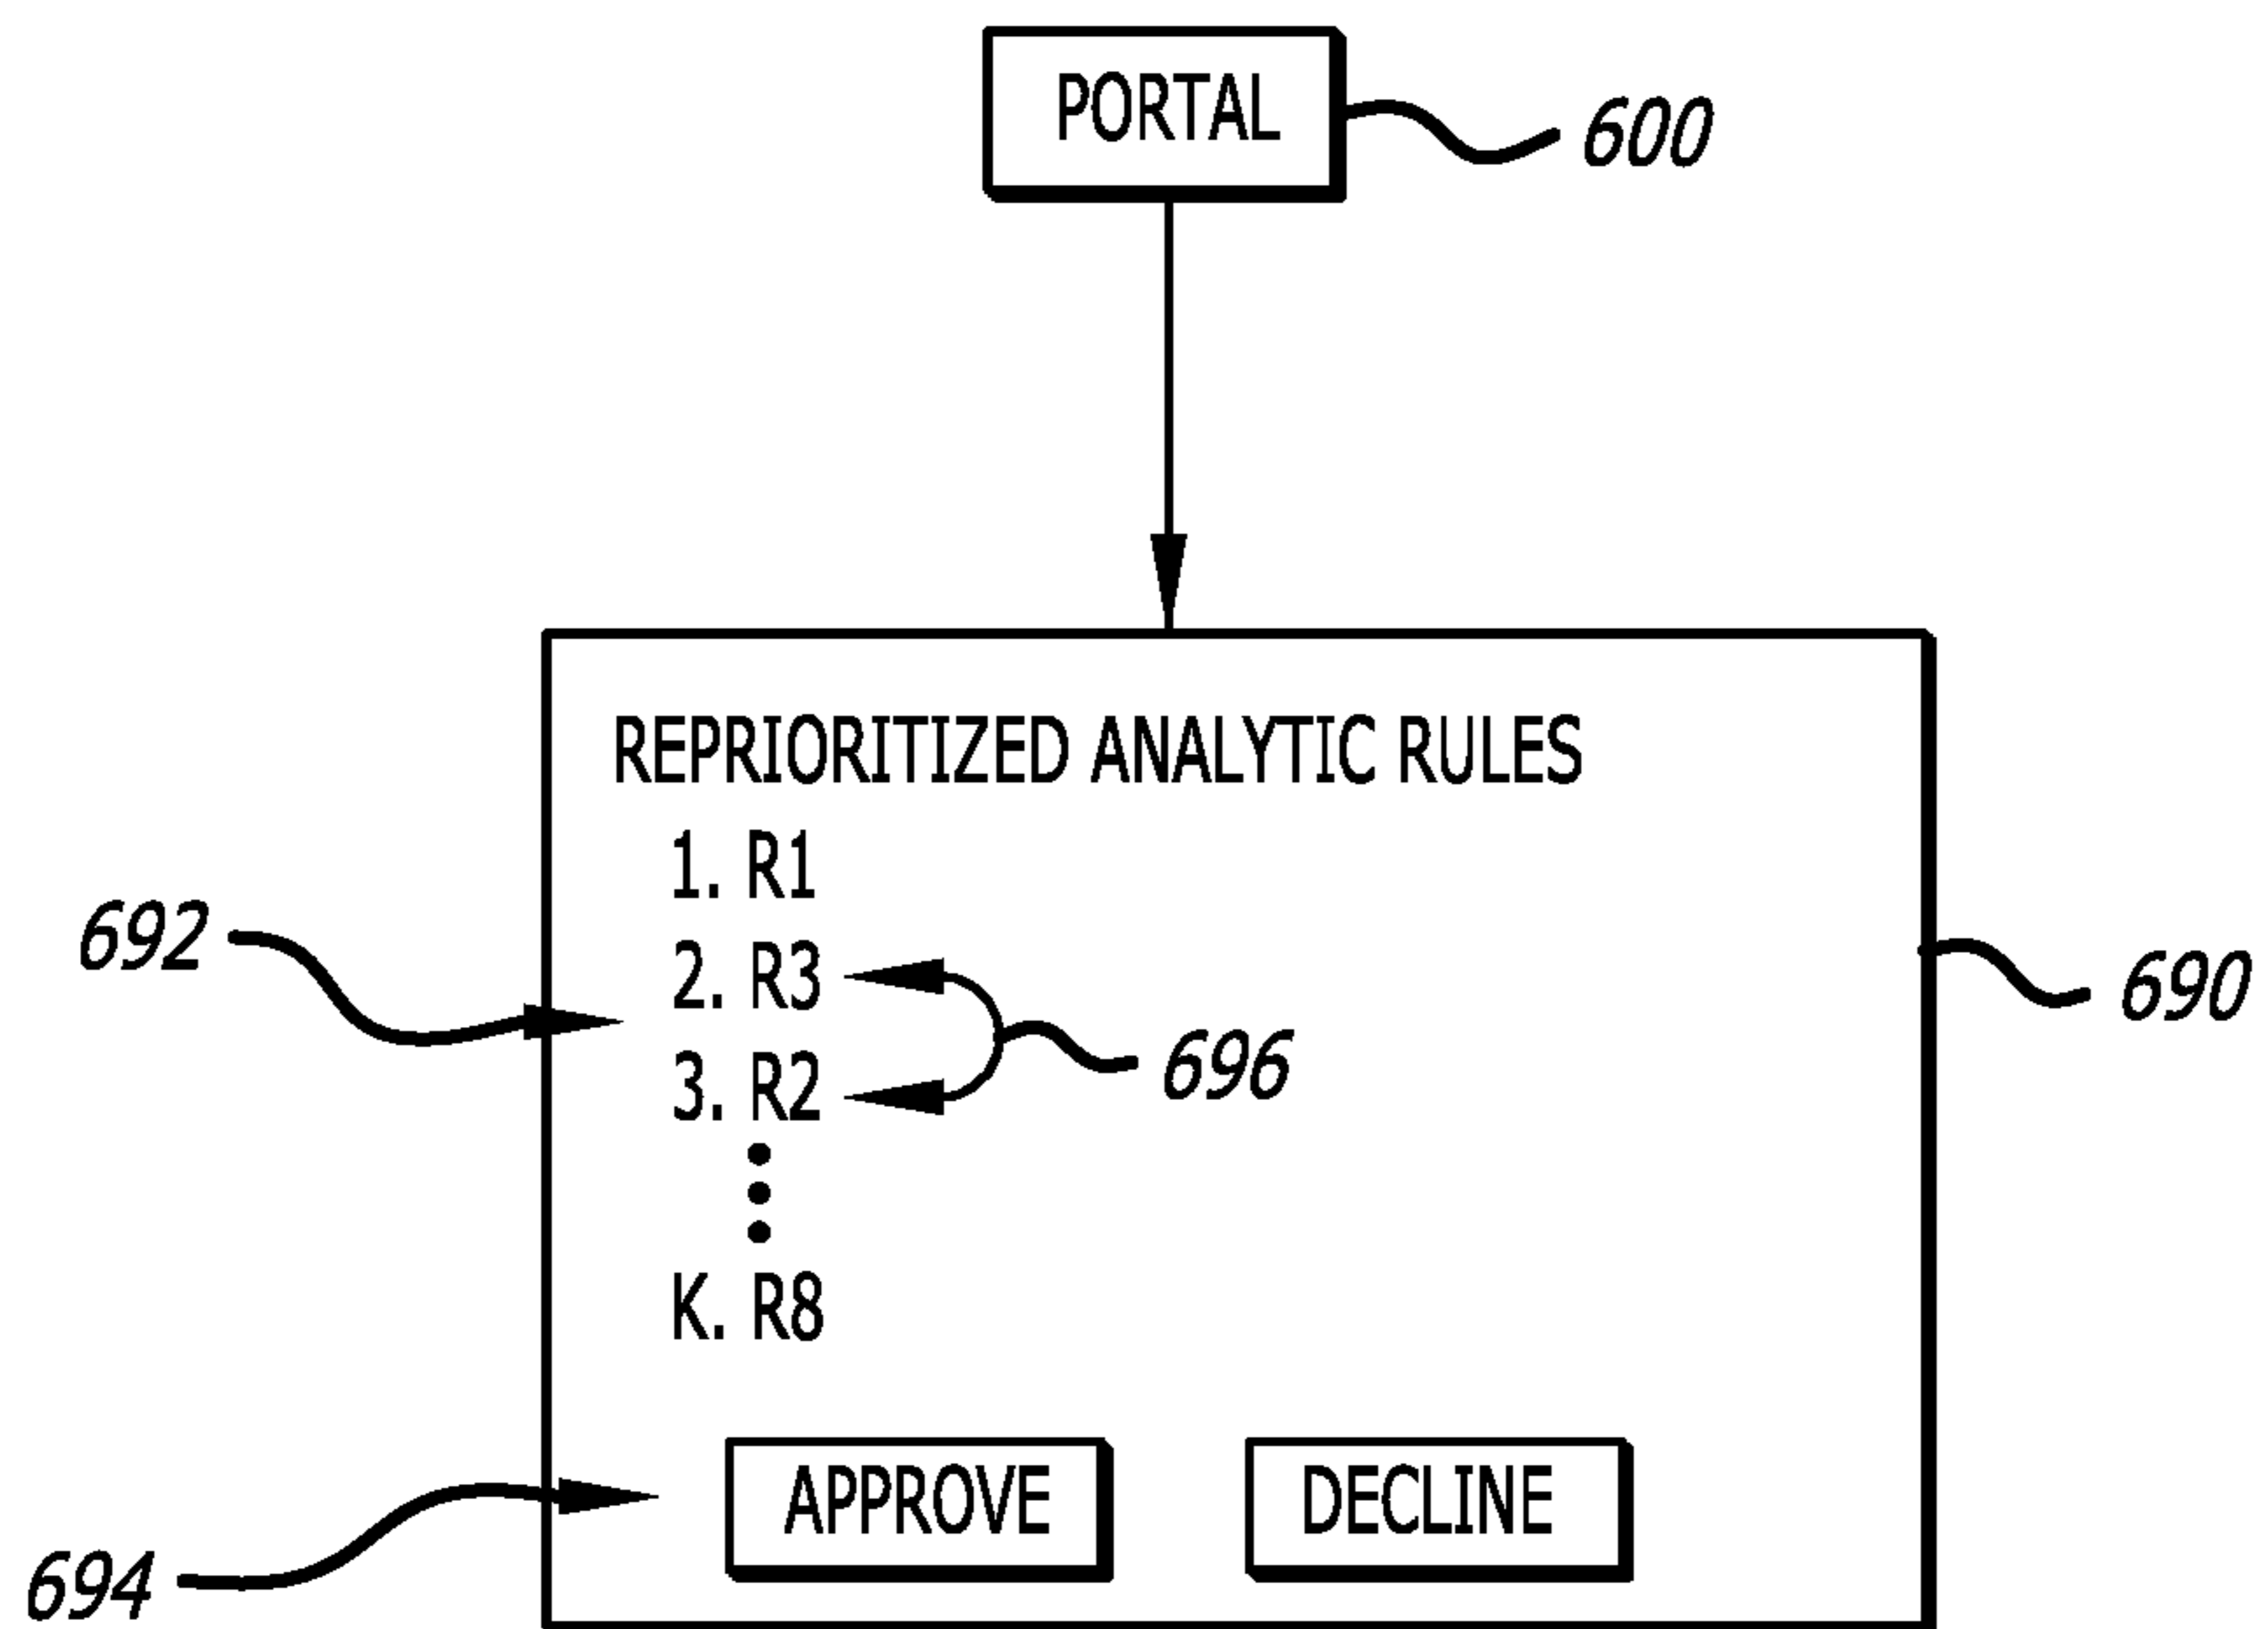 PORTAL
600
REPRIORITIZED ANALYTIC RULES
1. R1
692
2. R3
690
696
3. R2
K. R8
APPROVE DECLINE
694